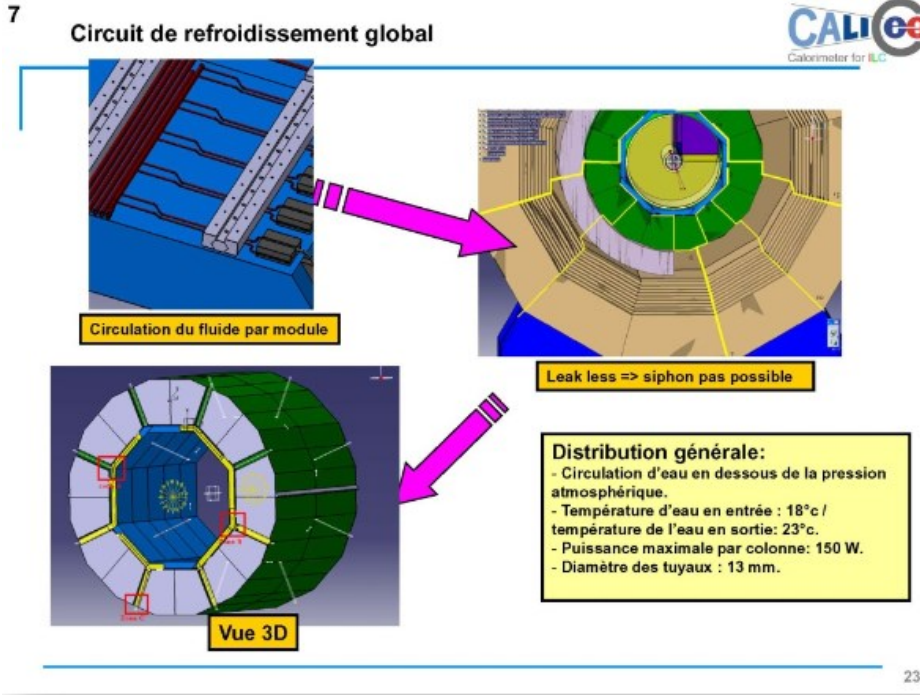 7
Circuit de refroidissement global
CALICE
Calorimeter for ILC
Circulation du fluide par module
Leak less => siphon pas possible
Distribution générale:
- Circulation d'eau en dessous de la pression
atmosphérique.
- Température d'eau en entrée : 18°c /
température de l'eau en sortie: 23°c.
- Puissance maximale par colonne: 150 W.
- Diamètre des tuyaux : 13 mm.
Vue 3D
23